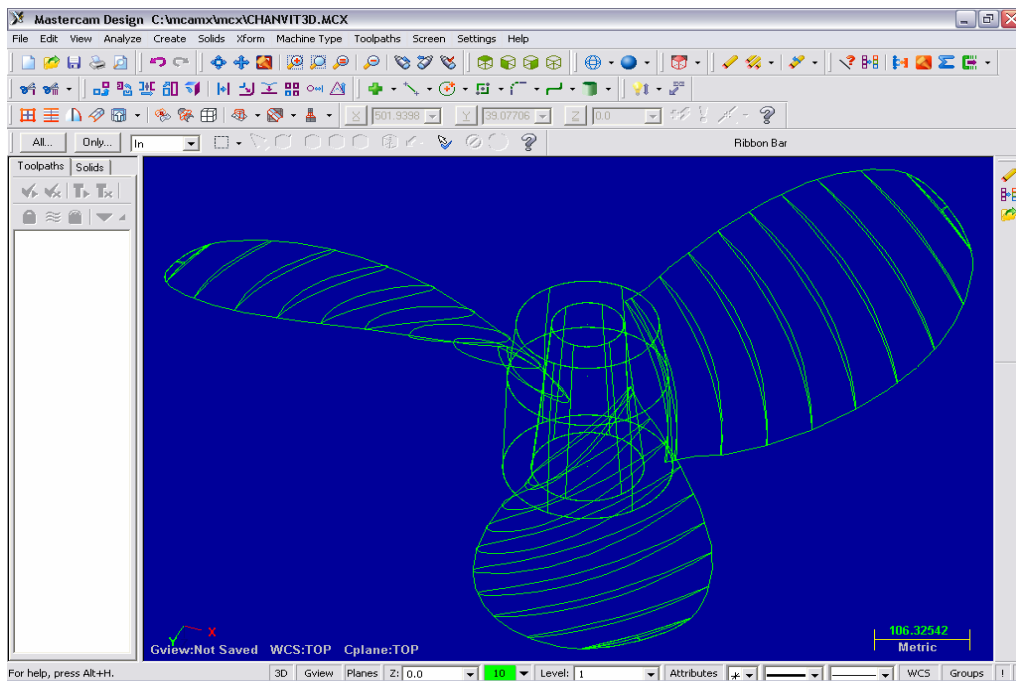 Mastercam Design C:\mcamx\mcx\CHANVIT3D.MCX
File Edit View Analyze Create Solids Xform Machine Type Toolpaths Screen Settings Help
X 501.9398 Y 39.07706 Z 0.0
All... Only... In Ribbon Bar
Toolpaths Solids
106.32542
Metric
Y X
Gview:Not Saved WCS:TOP Cplane:TOP
For help, press Alt+H. 3D Gview Planes Z: 0.0 10 Level: 1 Attributes WCS Groups !